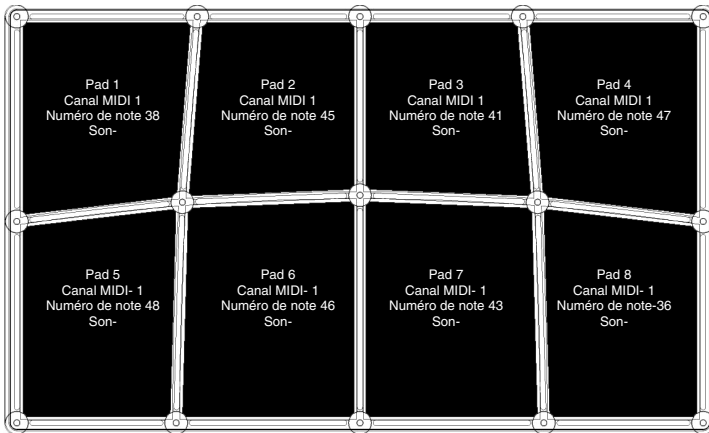 Pad 1
Canal MIDI 1
Numéro de note 38
Son-
Pad 2
Canal MIDI 1
Numéro de note 45
Son-
Pad 3
Canal MIDI 1
Numéro de note 41
Son-
Pad 4
Canal MIDI 1
Numéro de note 47
Son-
Pad 5
Canal MIDI- 1
Numéro de note 48
Son-
Pad 6
Canal MIDI- 1
Numéro de note 46
Son-
Pad 7
Canal MIDI- 1
Numéro de note 43
Son-
Pad 8
Canal MIDI- 1
Numéro de note-36
Son-